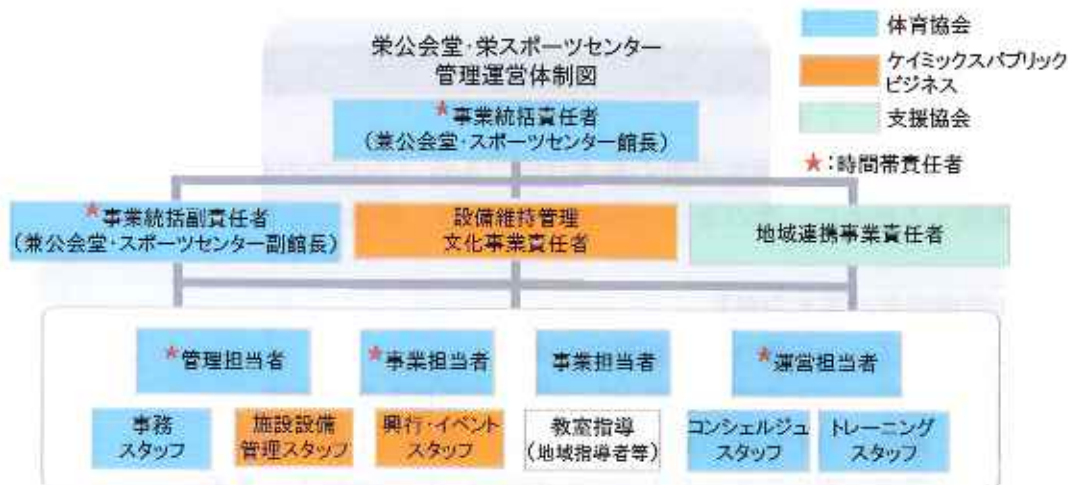 栄公会堂・栄スポーツセンター
管理運営体制図
体育協会
ケイミックスパブリック
ビジネス
支援協会
★:時間帯責任者
★事業統括責任者
(兼公会堂・スポーツセンター館長)
★事業統括副責任者
(兼公会堂・スポーツセンター副館長)
設備維持管理
文化事業責任者
地域連携事業責任者
★管理担当者
★事業担当者
事業担当者
★運営担当者
事務
スタッフ
施設設備
管理スタッフ
興行・イベント
スタッフ
教室指導
(地域指導者等)
コンシェルジュ
スタッフ
トレーニング
スタッフ